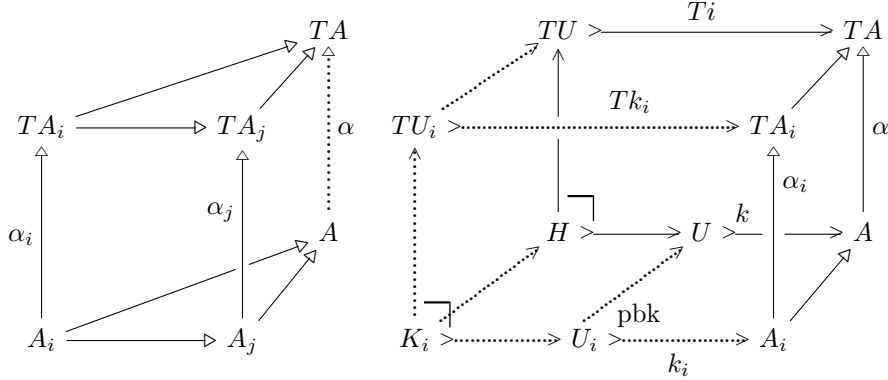 TA TU Ti TA
TA_i TA_j α TU_i Tk_i TA_i α
α_i α_j α_i
A H U k A
A_i A_j K_i U_i pbk k_i A_i